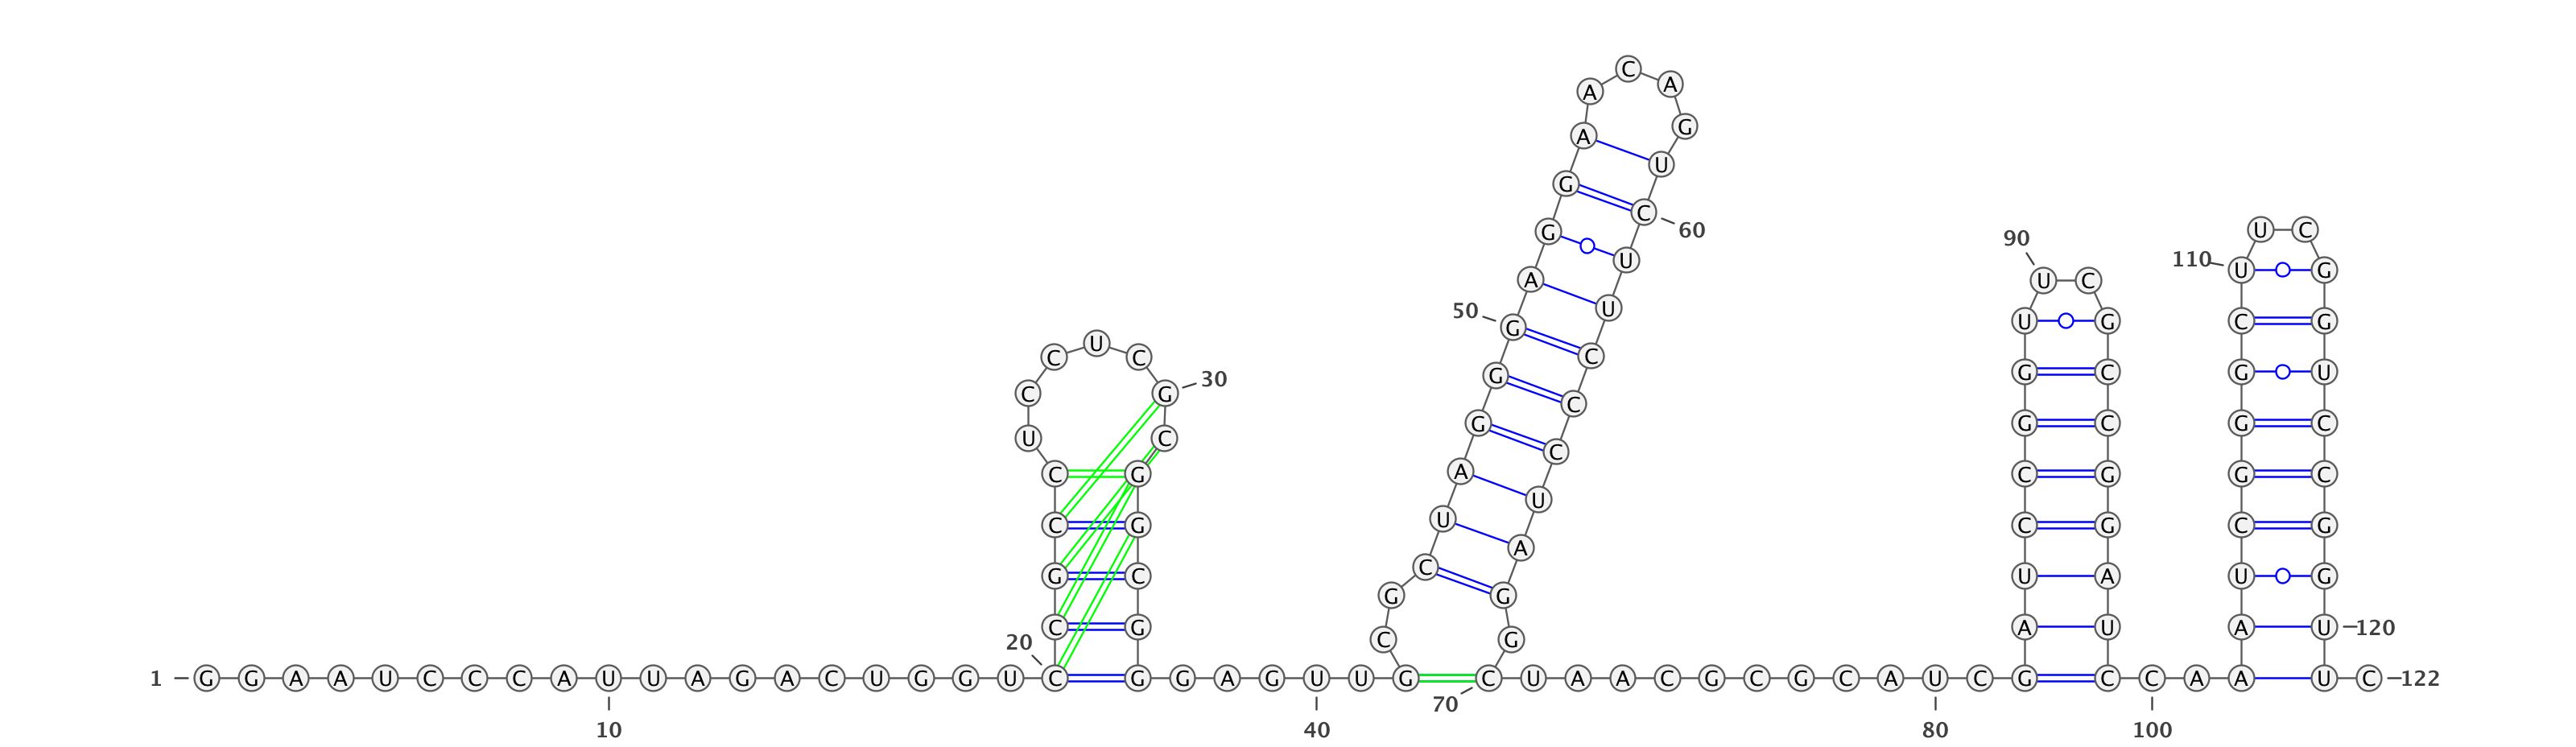 1 G G A A U C C C A U
10
U A G A C U G G U C
20
C G C C U C C U C G
30
C G G C G G G A G U
40
U G C G C U A G G G
50
A G G A A C A G U C
60
U U C C C U A G G C
70
U A A C G C G C A U
80
C G A U C C G G U U
90
C G C C G G A U C C
100
A A A U C G G G C U
110
U C G G U C C G G U
120
U C 122